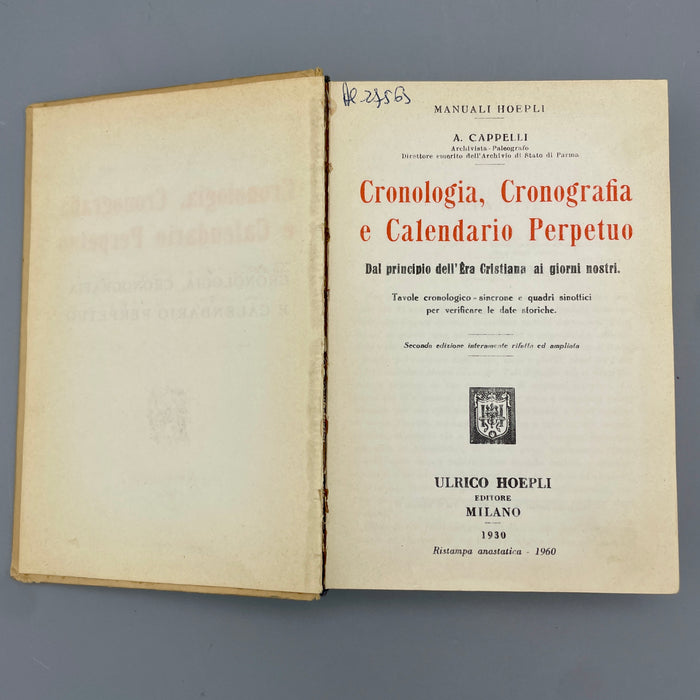 MANUALI HOEPLI
A. CAPPELLI
Archivista-Paleografo
Direttore emerito dell'Archivio di Stato di Parma
Cronologia, Cronografia
e Calendario Perpetuo
Dal principio dell'Èra Cristiana ai giorni nostri.
Tavole cronologico-sincrone e quadri sinottici
per verificare le date storiche.
Seconda edizione interamente rifatta ed ampliata
ULRICO HOEPLI
EDITORE
MILANO
1930
Ristampa anastatica - 1960